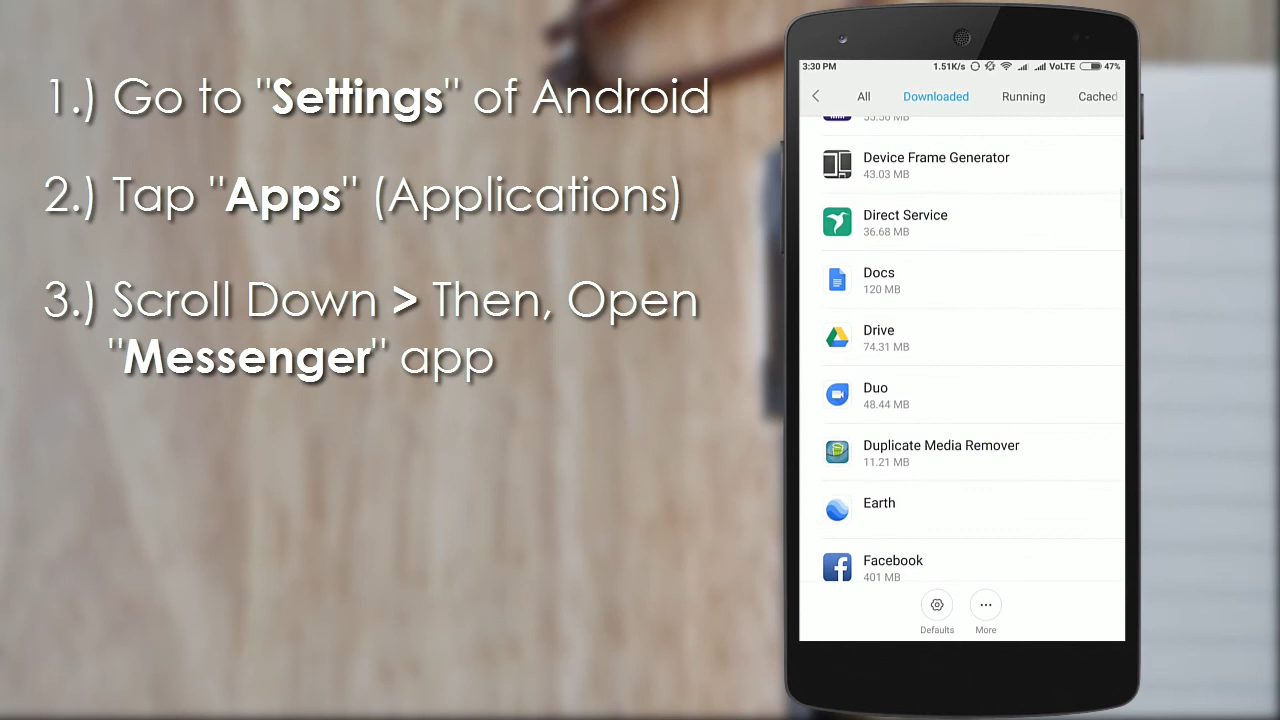 1.) Go to "Settings" of Android
2.) Tap "Apps" (Applications)
3.) Scroll Down > Then, Open
"Messenger" app
3:30 PM 1.51K/s VoLTE 47%
All Downloaded Running Cached
55.56 MB
Device Frame Generator
43.03 MB
Direct Service
36.68 MB
Docs
120 MB
Drive
74.31 MB
Duo
48.44 MB
Duplicate Media Remover
11.21 MB
Earth
Facebook
401 MB
Defaults More